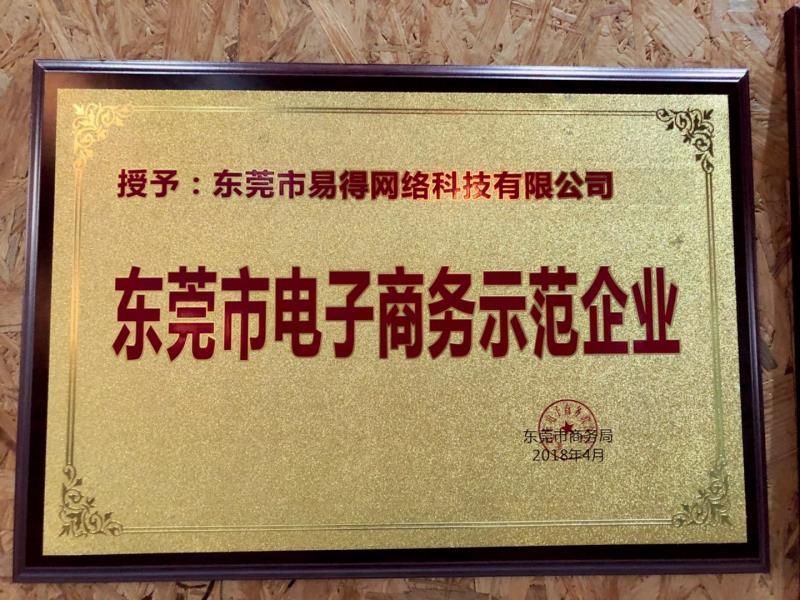 授予：东莞市易得网络科技有限公司
东莞市电子商务示范企业
东莞市商务局
2018年4月